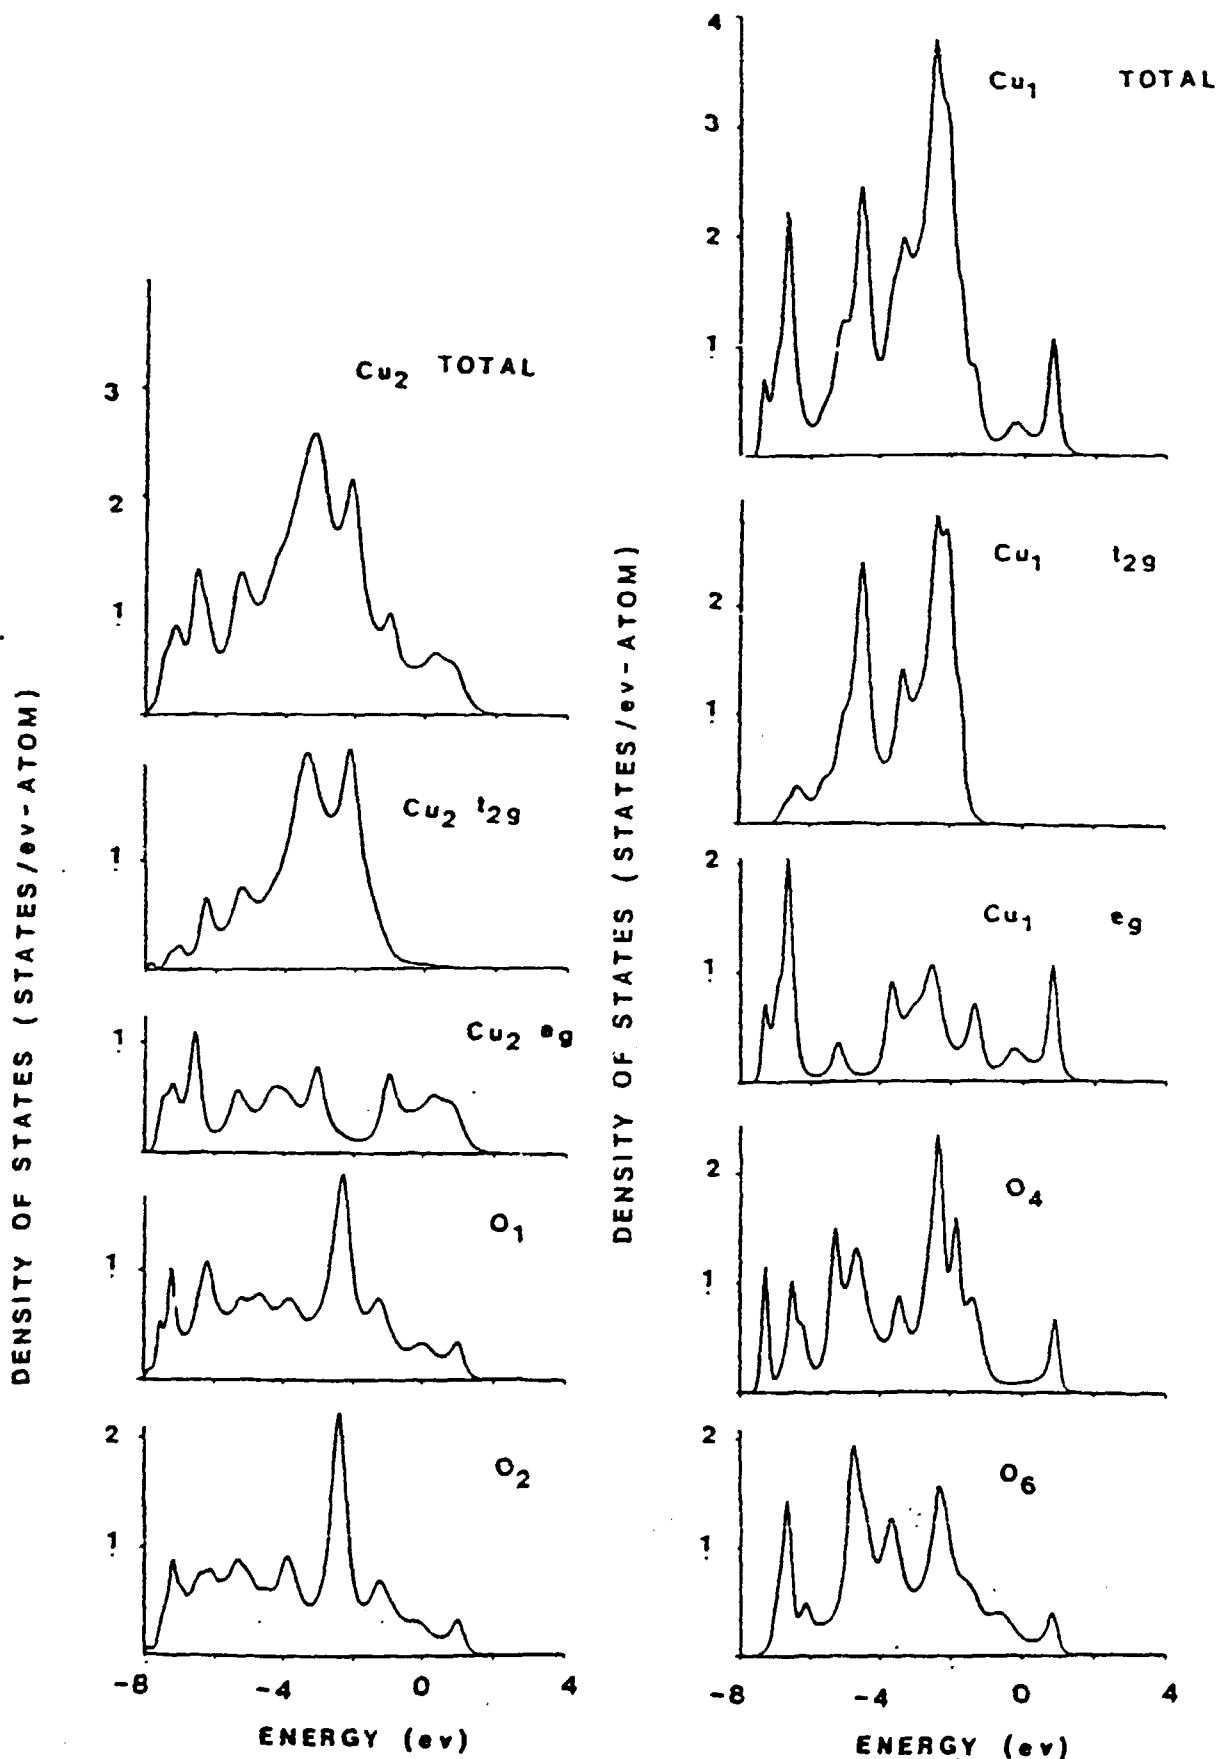 DENSITY OF STATES (STATES/ev-ATOM)
3
2
1
Cu2 TOTAL
1
Cu2 t2g
1
Cu2 eg
1
O1
2
1
O2
-8 -4 0 4
ENERGY (ev)
DENSITY OF STATES (STATES/ev-ATOM)
4
3
2
1
Cu1 TOTAL
2
1
Cu1 t2g
2
1
Cu1 eg
2
1
O4
2
1
O6
-8 -4 0 4
ENERGY (ev)